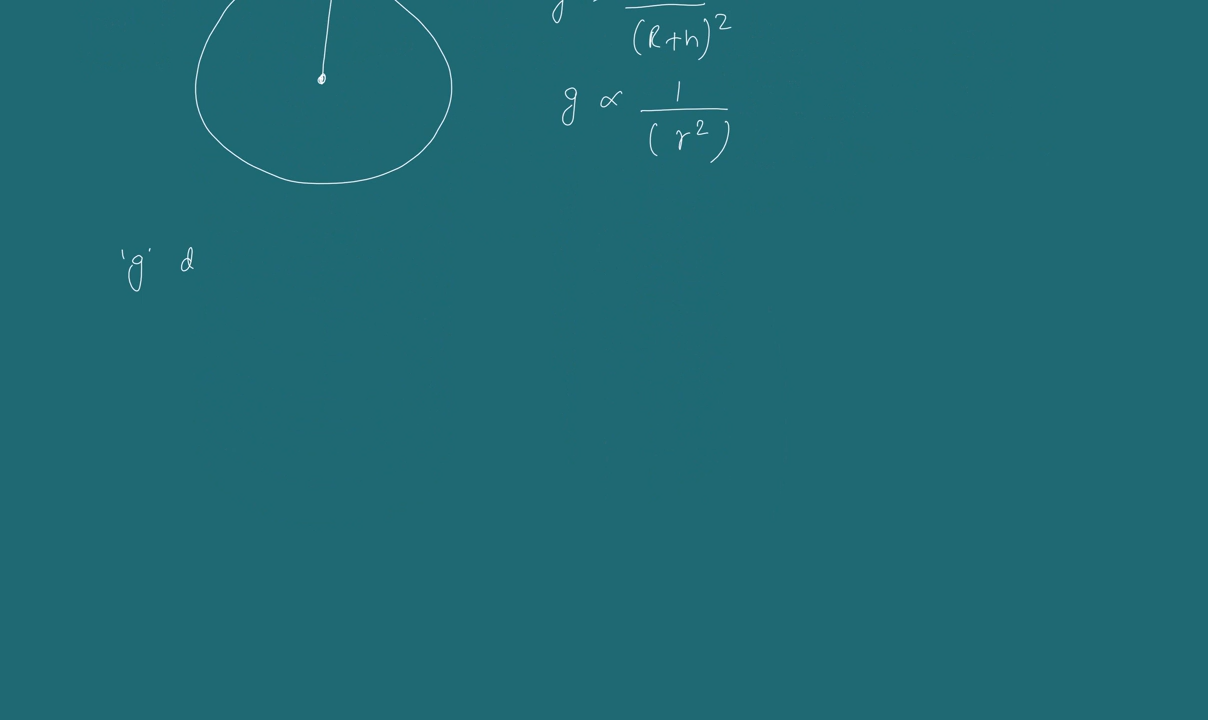 (R+h)²
g ∝ 1/(r²)
'g' d